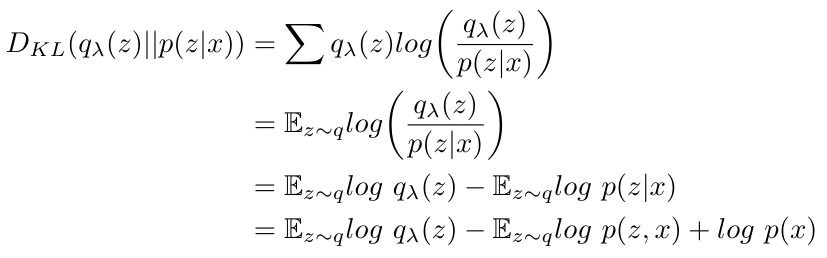 D_{KL}(q_λ(z)||p(z|x)) = ∑ q_λ(z)log(q_λ(z)/p(z|x))
= 𝔼_{z∼q}log(q_λ(z)/p(z|x))
= 𝔼_{z∼q}log q_λ(z) − 𝔼_{z∼q}log p(z|x)
= 𝔼_{z∼q}log q_λ(z) − 𝔼_{z∼q}log p(z, x) + log p(x)